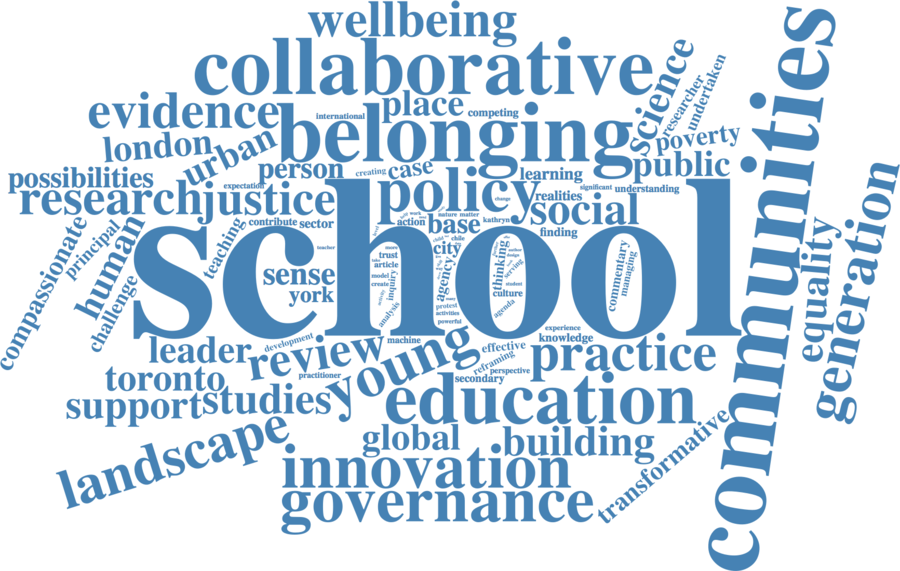 wellbeing
collaborative
science
researcher
undertaken
communities
evidence
place
competing
international
belonging
london
urban
poverty
public
person
creating
case
learning
possibilities
expectation
policy
realities
significant
understanding
change
research
justice
social
contribute
sector
action
base
nature
matter
kathryn
finding
school
compassionate
principal
human
challenge
teaching
teacher
sense
york
trust
article
model
create
inquiry
analysis
city
chile
agency
protest
activities
powerful
thinking
serving
author
design
student
culture
agenda
commentary
managing
equality
generation
leader
review
development
practitioner
machine
young
effective
reframing
perspective
secondary
experience
knowledge
practice
toronto
support
studies
education
landscape
global
building
transformative
innovation
governance